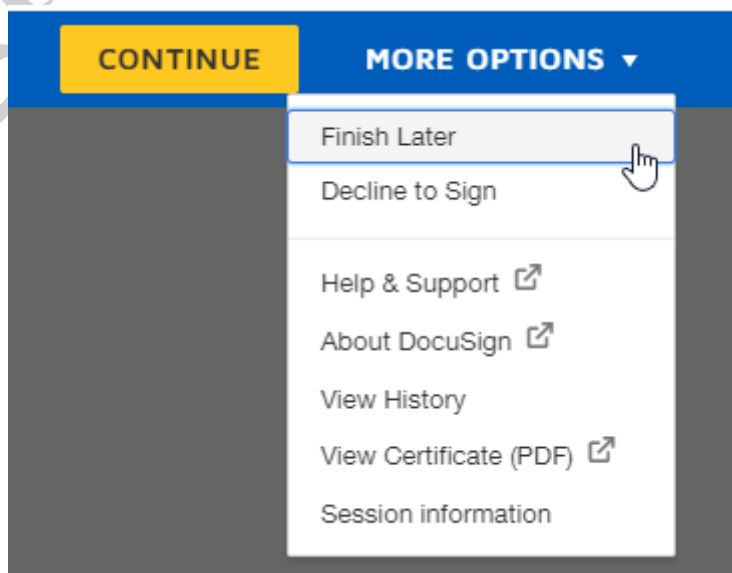 CONTINUE
MORE OPTIONS
Finish Later
Decline to Sign
Help & Support
About DocuSign
View History
View Certificate (PDF)
Session information